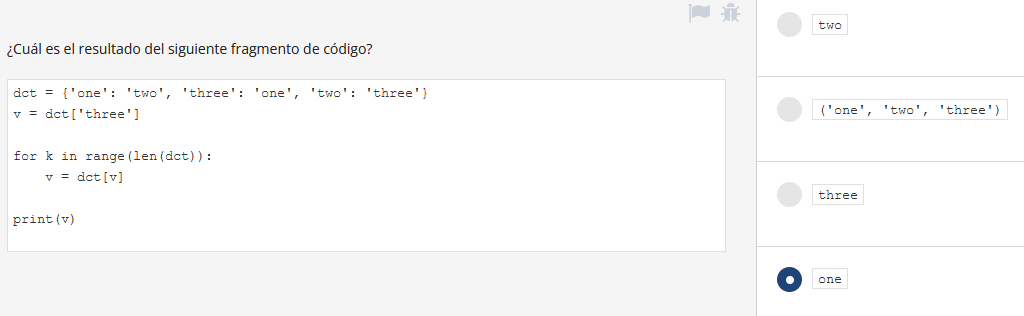 ¿Cuál es el resultado del siguiente fragmento de código?
dct = {'one': 'two', 'three': 'one', 'two': 'three'}
v = dct['three']
for k in range(len(dct)):
    v = dct[v]
print(v)
two
('one', 'two', 'three')
three
one